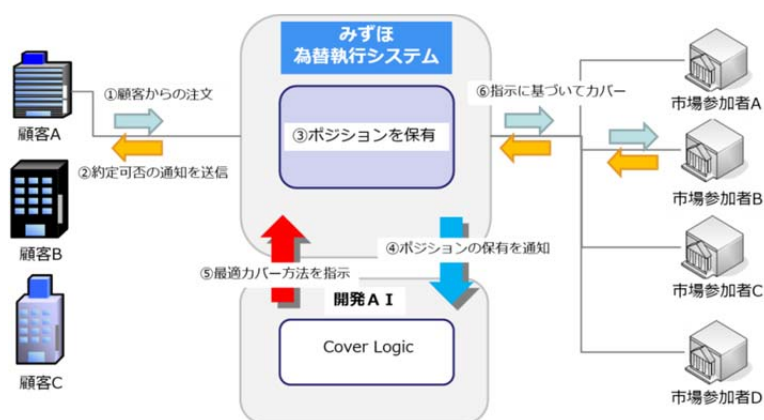 みずほ
為替執行システム
①顧客からの注文
⑥指示に基づいてカバー
顧客A
③ポジションを保有
市場参加者A
②約定可否の通知を送信
顧客B
市場参加者B
④ポジションの保有を通知
⑤最適カバー方法を指示
開発AI
市場参加者C
Cover Logic
顧客C
市場参加者D